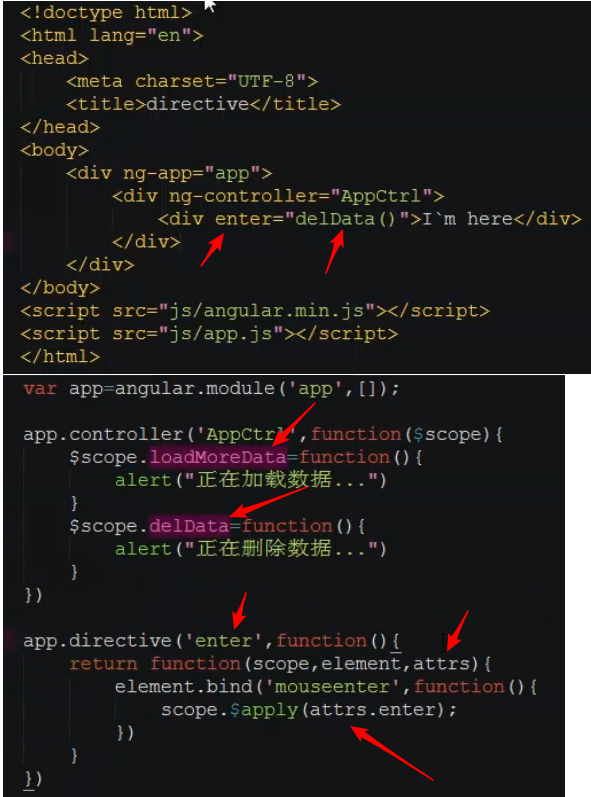 <!doctype html>
<html lang="en">
<head>
<meta charset="UTF-8">
<title>directive</title>
</head>
<body>
<div ng-app="app">
<div ng-controller="AppCtrl">
<div enter="delData()">I`m here</div>
</div>
</div>
</body>
<script src="js/angular.min.js"></script>
<script src="js/app.js"></script>
</html>
var app=angular.module('app',[]);
app.controller('AppCtrl',function($scope){
$scope.loadMoreData=function(){
alert("正在加载数据...")
}
$scope.delData=function(){
alert("正在删除数据...")
}
})
app.directive('enter',function(){
return function(scope,element,attrs){
element.bind('mouseenter',function(){
scope.$apply(attrs.enter);
})
}
})